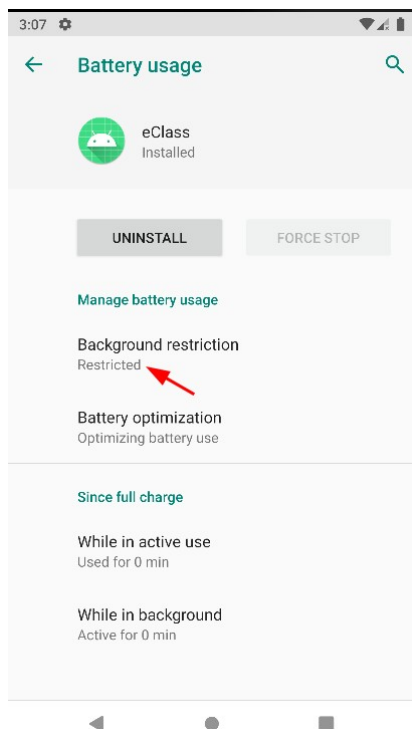 3:07
Battery usage
eClass
Installed
UNINSTALL
FORCE STOP
Manage battery usage
Background restriction
Restricted
Battery optimization
Optimizing battery use
Since full charge
While in active use
Used for 0 min
While in background
Active for 0 min